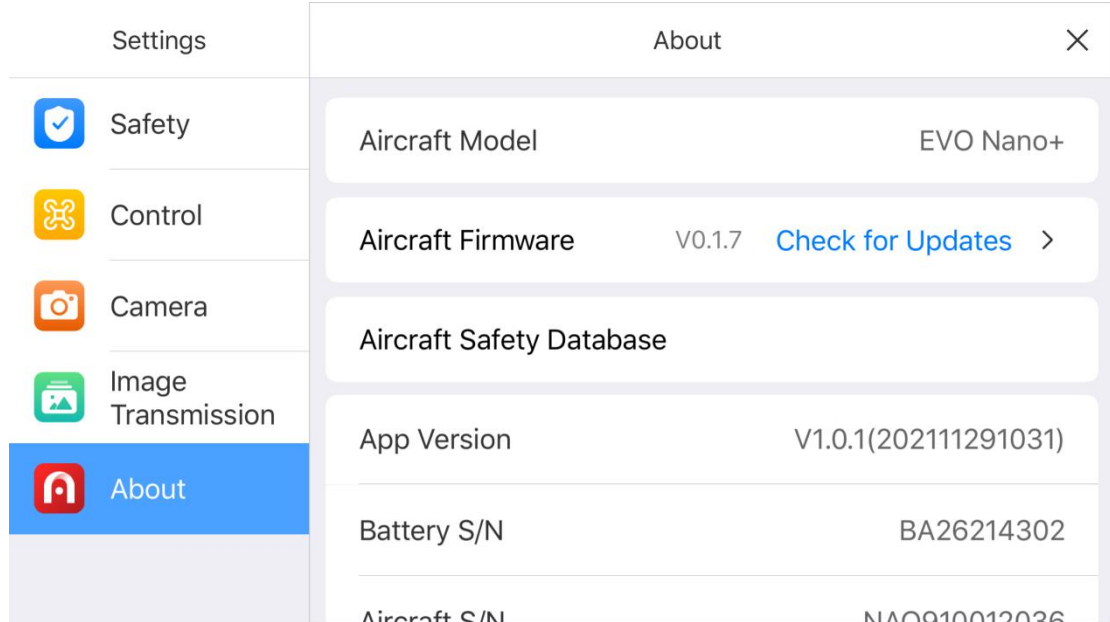 Settings
About
Safety
Control
Camera
Image
Transmission
About
Aircraft Model EVO Nano+
Aircraft Firmware V0.1.7 Check for Updates
Aircraft Safety Database
App Version V1.0.1(202111291031)
Battery S/N BA26214302
Aircraft S/N